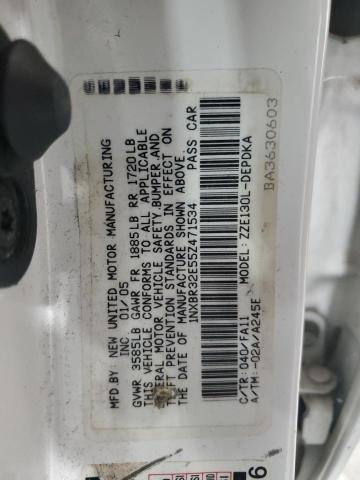 MFD. BY: NEW UNITED MOTOR MANUFACTURING
INC 01/05
GVWR 3585LB GAWR FR 1885LB RR 1720LB
THIS VEHICLE CONFORMS TO ALL APPLICABLE
FEDERAL MOTOR VEHICLE SAFETY,BUMPER,AND
THEFT PREVENTION STANDARDS IN EFFECT ON
THE DATE OF MANUFACTURE SHOWN ABOVE.
1NXBR32E55Z471534 PASS CAR
C/TR: 040/FA11 MODEL: ZZE130L-DEPDKA
A/TM: -02A/A245E
BA3630603